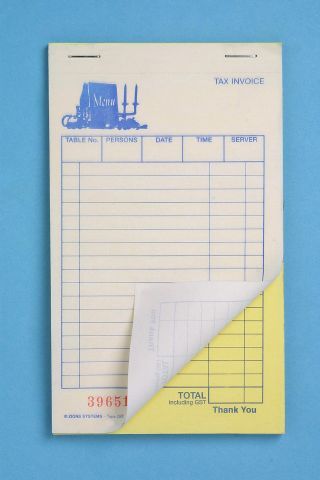 TAX INVOICE
Menu
TABLE No. PERSONS DATE TIME SERVER
39651
TOTAL
including GST
Thank You